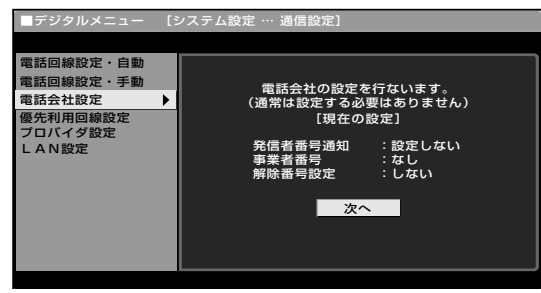 ■デジタルメニュー　[システム設定 … 通信設定]
電話回線設定・自動
電話回線設定・手動
電話会社設定
優先利用回線設定
プロバイダ設定
ＬＡＮ設定
電話会社の設定を行ないます。
（通常は設定する必要はありません）
［現在の設定］
発信者番号通知　：設定しない
事業者番号　：なし
解除番号設定　：しない
次へ